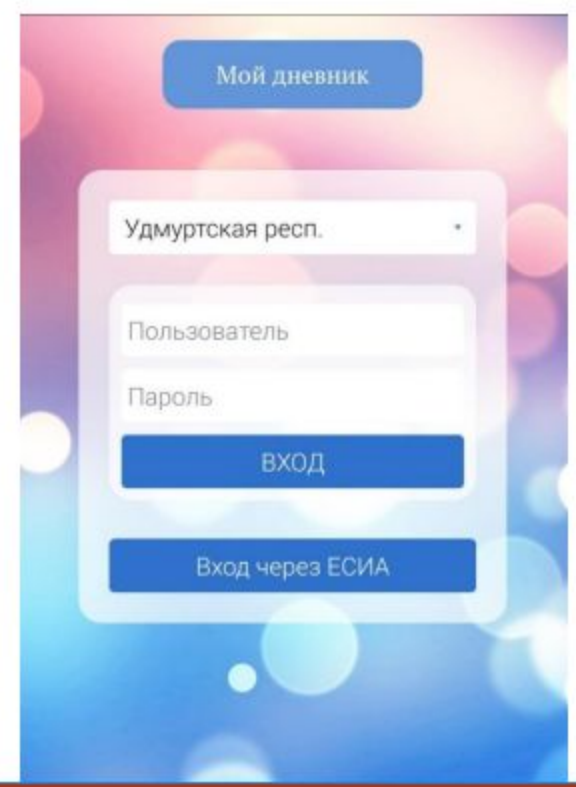 Мой дневник
Удмуртская респ.
Пользователь
Пароль
ВХОД
Вход через ЕСИА